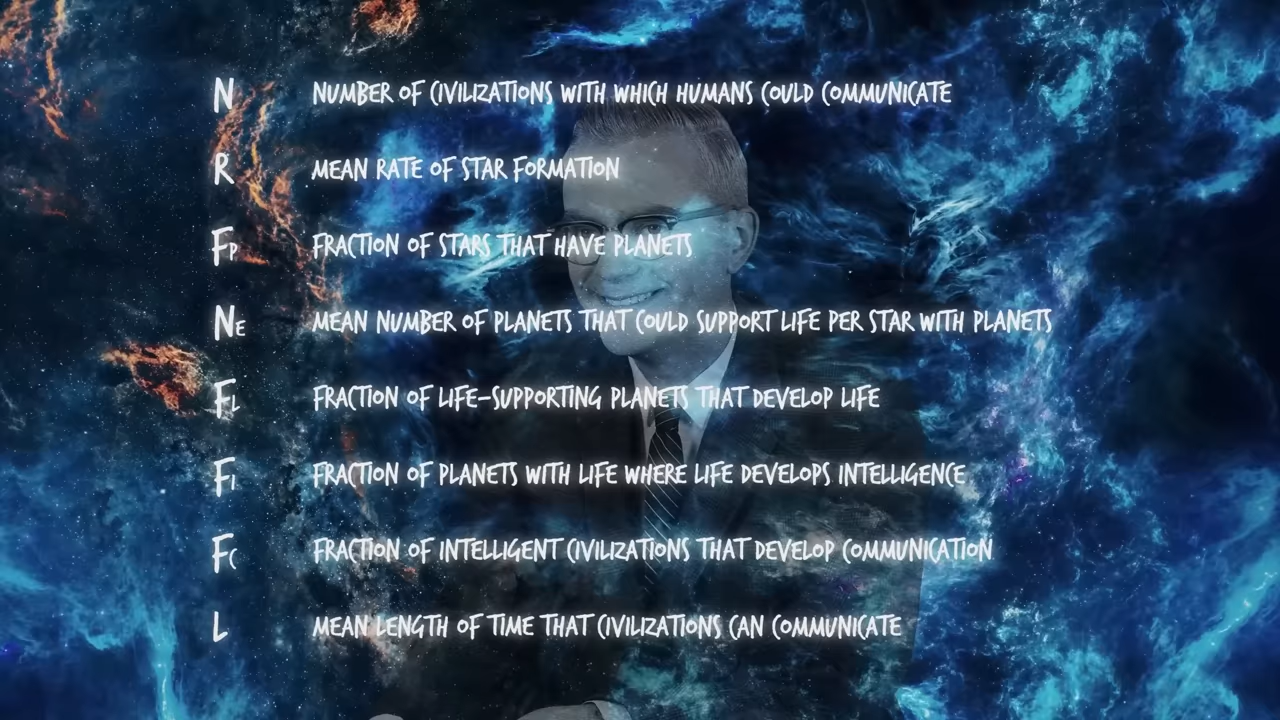 N NUMBER OF CIVILIZATIONS WITH WHICH HUMANS COULD COMMUNICATE
R MEAN RATE OF STAR FORMATION
FP FRACTION OF STARS THAT HAVE PLANETS
NE MEAN NUMBER OF PLANETS THAT COULD SUPPORT LIFE PER STAR WITH PLANETS
FL FRACTION OF LIFE-SUPPORTING PLANETS THAT DEVELOP LIFE
FI FRACTION OF PLANETS WITH LIFE WHERE LIFE DEVELOPS INTELLIGENCE
FC FRACTION OF INTELLIGENT CIVILIZATIONS THAT DEVELOP COMMUNICATION
L MEAN LENGTH OF TIME THAT CIVILIZATIONS CAN COMMUNICATE